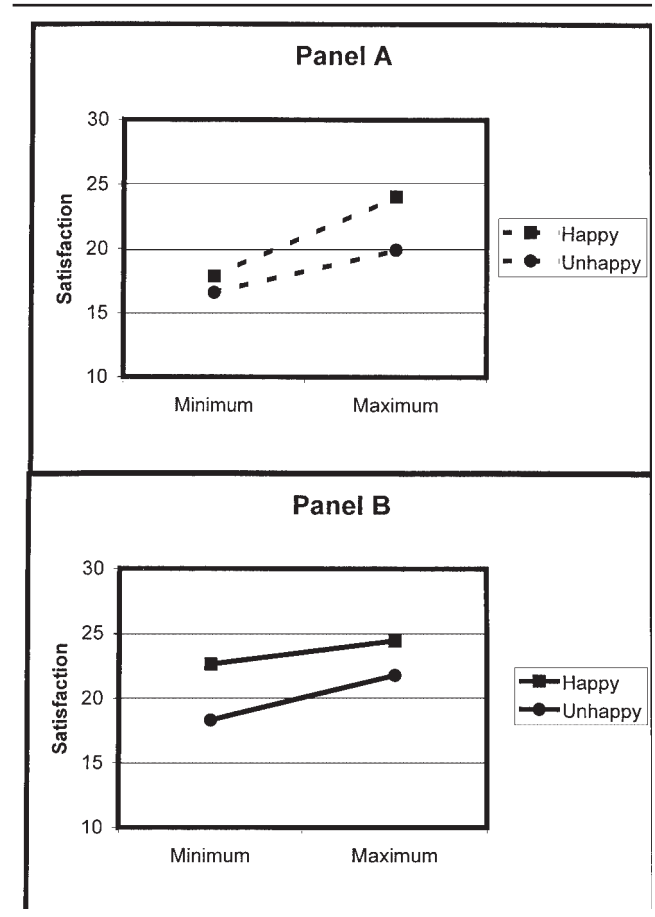 Panel A
30
25
20
15
10
Satisfaction
Minimum Maximum
Happy
Unhappy
Panel B
30
25
20
15
10
Satisfaction
Minimum Maximum
Happy
Unhappy